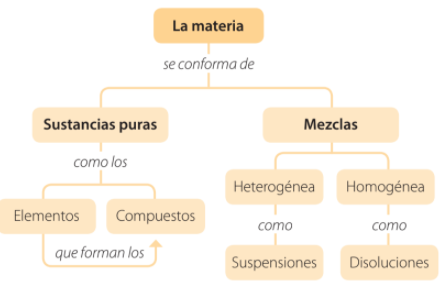 La materia
se conforma de
Sustancias puras
Mezclas
como los
Heterogénea
Homogénea
Elementos
Compuestos
como
como
que forman los
Suspensiones
Disoluciones